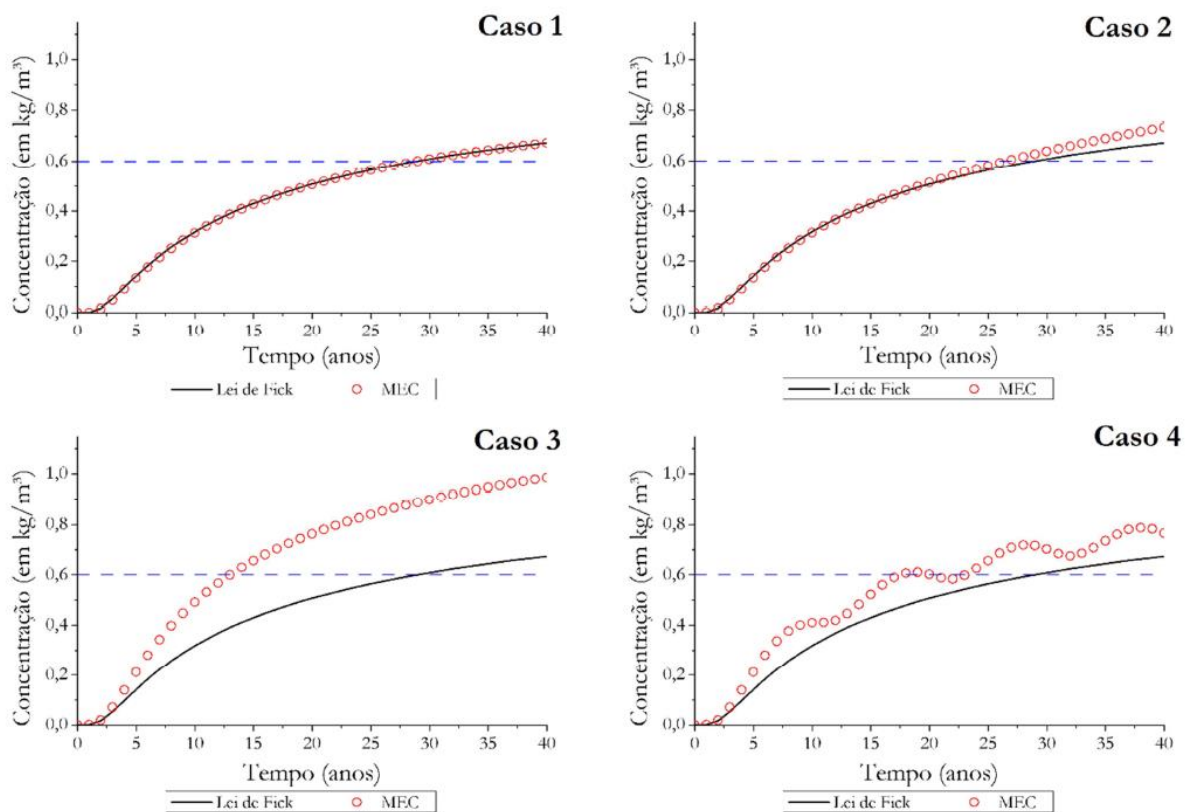 Caso 1
Concentração (em kg/m³)
1,0
0,8
0,6
0,4
0,2
0,0
0 5 10 15 20 25 30 35 40
Tempo (anos)
Lei de Fick MEC
Caso 2
Concentração (em kg/m³)
1,0
0,8
0,6
0,4
0,2
0,0
0 5 10 15 20 25 30 35 40
Tempo (anos)
Lei de Fick MEC
Caso 3
Concentração (em kg/m³)
1,0
0,8
0,6
0,4
0,2
0,0
0 5 10 15 20 25 30 35 40
Tempo (anos)
Lei de Fick MEC
Caso 4
Concentração (em kg/m³)
1,0
0,8
0,6
0,4
0,2
0,0
0 5 10 15 20 25 30 35 40
Tempo (anos)
Lei de Fick MEC